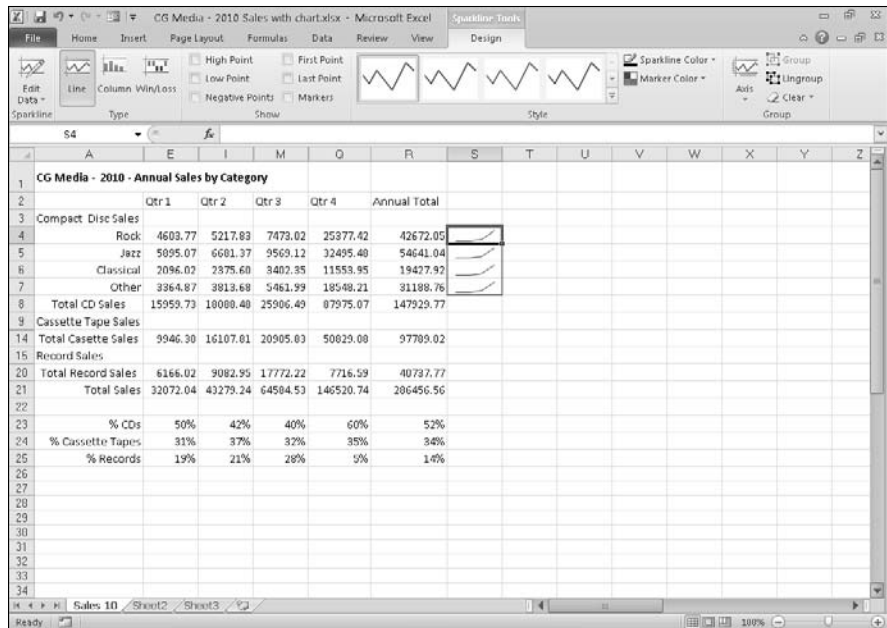 CG Media - 2010 Sales with chart.xlsx - Microsoft Excel Sparkline Tools
File Home Insert Page Layout Formulas Data Review View Design
Edit Data Line Column Win/Loss
High Point First Point
Low Point Last Point
Negative Points Markers
Sparkline Color
Marker Color
Axis
Group
Ungroup
Clear
Sparkline Type Show Style Group
S4 fx
A E I M Q R S T U V W X Y Z
1 CG Media - 2010 - Annual Sales by Category
2 Qtr 1 Qtr 2 Qtr 3 Qtr 4 Annual Total
3 Compact Disc Sales
4 Rock 4603.77 5217.83 7473.02 25377.42 42672.05
5 Jazz 5895.07 6681.37 9569.12 32495.48 54641.04
6 Classical 2096.02 2375.60 3402.35 11553.95 19427.92
7 Other 3364.87 3813.68 5461.99 18548.21 31188.76
8 Total CD Sales 15959.73 18088.48 25906.49 87975.07 147929.77
9 Cassette Tape Sales
14 Total Casette Sales 9946.30 16107.81 20905.83 50829.08 97789.02
15 Record Sales
20 Total Record Sales 6166.02 9082.95 17772.22 7716.59 40737.77
21 Total Sales 32072.04 43279.24 64584.53 146520.74 286456.56
22
23 % CDs 50% 42% 40% 60% 52%
24 % Cassette Tapes 31% 37% 32% 35% 34%
25 % Records 19% 21% 28% 5% 14%
26
27
28
29
30
31
32
33
34
Sales 10 Sheet2 Sheet3
Ready 100%